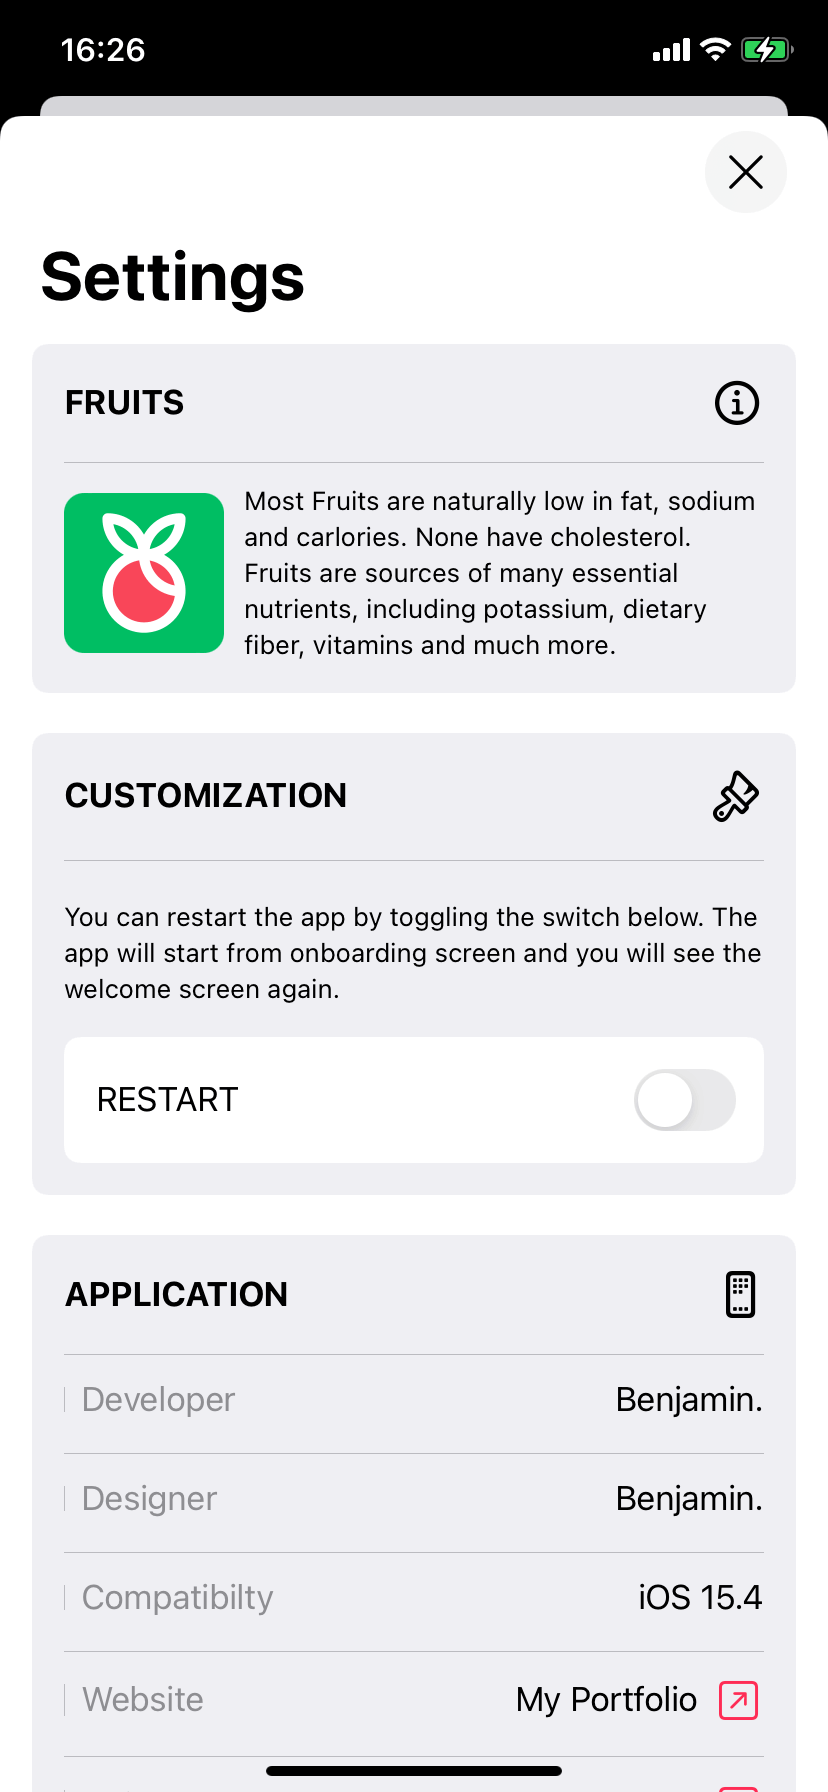 16:26
Settings
FRUITS
Most Fruits are naturally low in fat, sodium
and carlories. None have cholesterol.
Fruits are sources of many essential
nutrients, including potassium, dietary
fiber, vitamins and much more.
CUSTOMIZATION
You can restart the app by toggling the switch below. The
app will start from onboarding screen and you will see the
welcome screen again.
RESTART
APPLICATION
Developer Benjamin.
Designer Benjamin.
Compatibilty iOS 15.4
Website My Portfolio